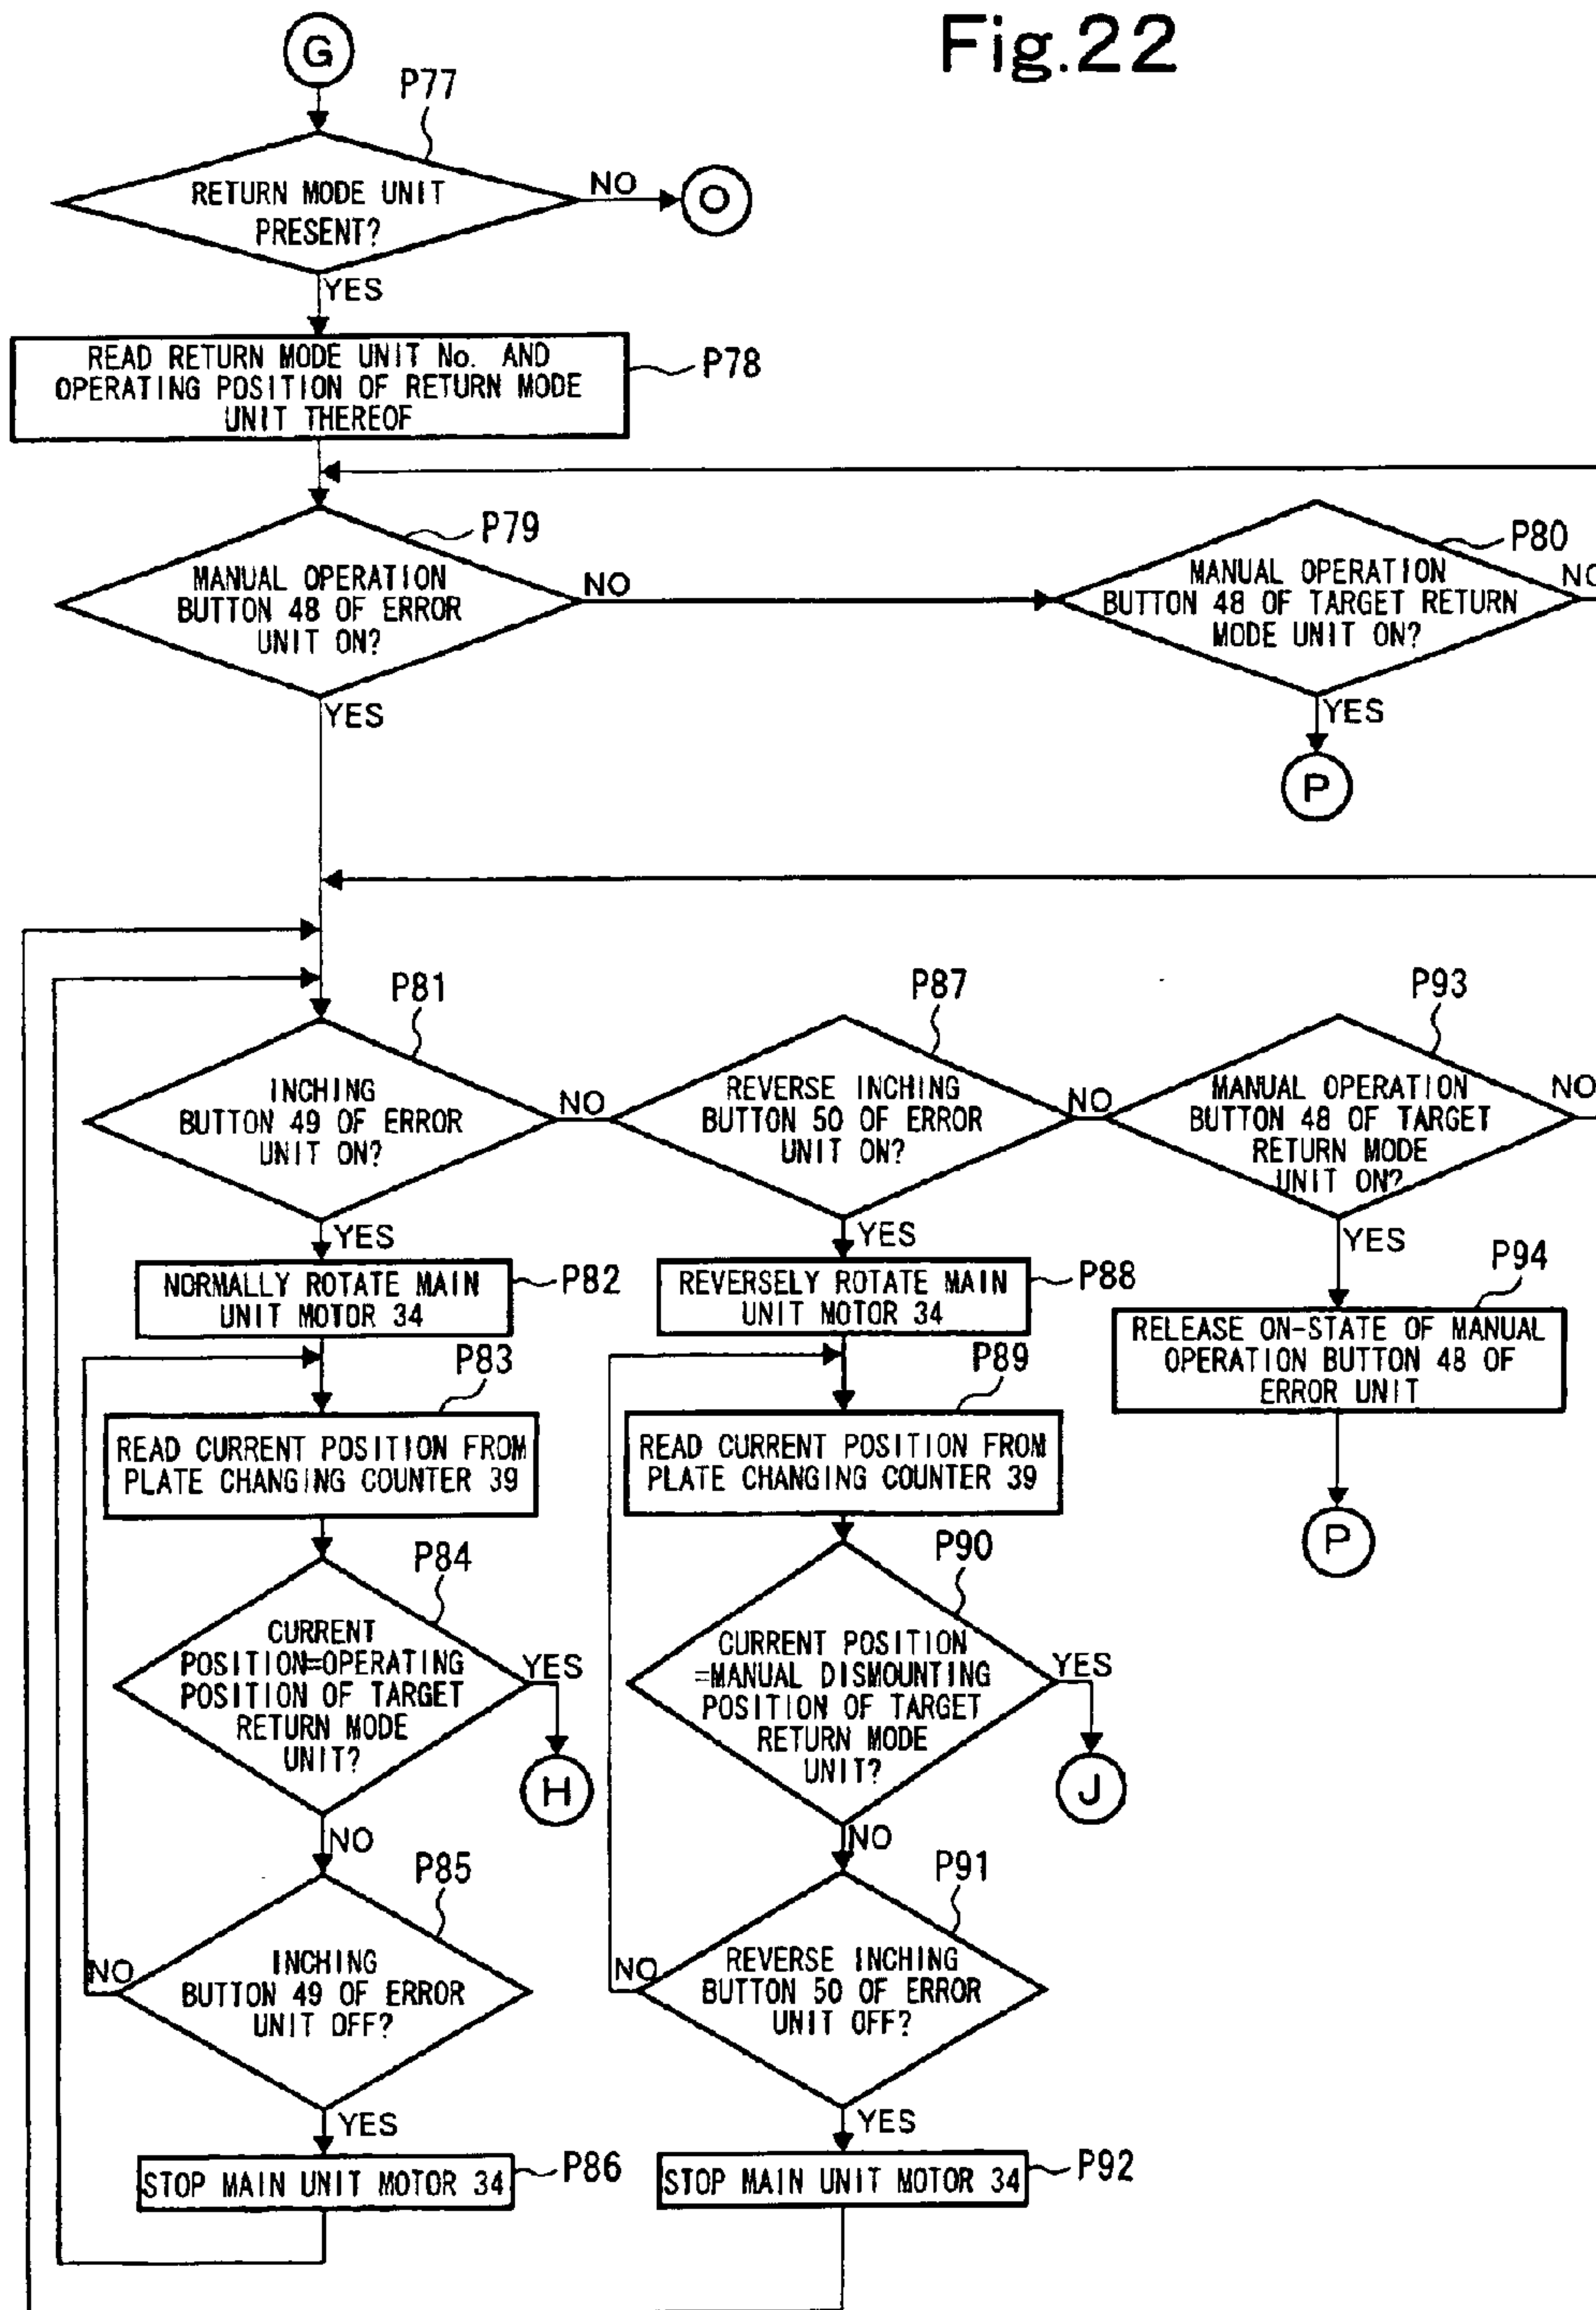 Fig.22
G
P77
RETURN MODE UNIT
PRESENT?
NO
O
YES
READ RETURN MODE UNIT No. AND
OPERATING POSITION OF RETURN MODE
UNIT THEREOF
P78
P79
MANUAL OPERATION
BUTTON 48 OF ERROR
UNIT ON?
NO
YES
P80
MANUAL OPERATION
BUTTON 48 OF TARGET RETURN
MODE UNIT ON?
NO
YES
P
P81
INCHING
BUTTON 49 OF ERROR
UNIT ON?
NO
YES
P87
REVERSE INCHING
BUTTON 50 OF ERROR
UNIT ON?
NO
YES
P93
MANUAL OPERATION
BUTTON 48 OF TARGET
RETURN MODE
UNIT ON?
NO
YES
NORMALLY ROTATE MAIN
UNIT MOTOR 34
P82
REVERSELY ROTATE MAIN
UNIT MOTOR 34
P88
P94
RELEASE ON-STATE OF MANUAL
OPERATION BUTTON 48 OF
ERROR UNIT
P
P83
READ CURRENT POSITION FROM
PLATE CHANGING COUNTER 39
P89
READ CURRENT POSITION FROM
PLATE CHANGING COUNTER 39
P84
CURRENT
POSITION=OPERATING
POSITION OF TARGET
RETURN MODE
UNIT?
YES
H
NO
P90
CURRENT POSITION
=MANUAL DISMOUNTING
POSITION OF TARGET
RETURN MODE
UNIT?
YES
J
NO
P85
INCHING
BUTTON 49 OF ERROR
UNIT OFF?
NO
YES
P91
REVERSE INCHING
BUTTON 50 OF ERROR
UNIT OFF?
NO
YES
STOP MAIN UNIT MOTOR 34
P86
STOP MAIN UNIT MOTOR 34
P92